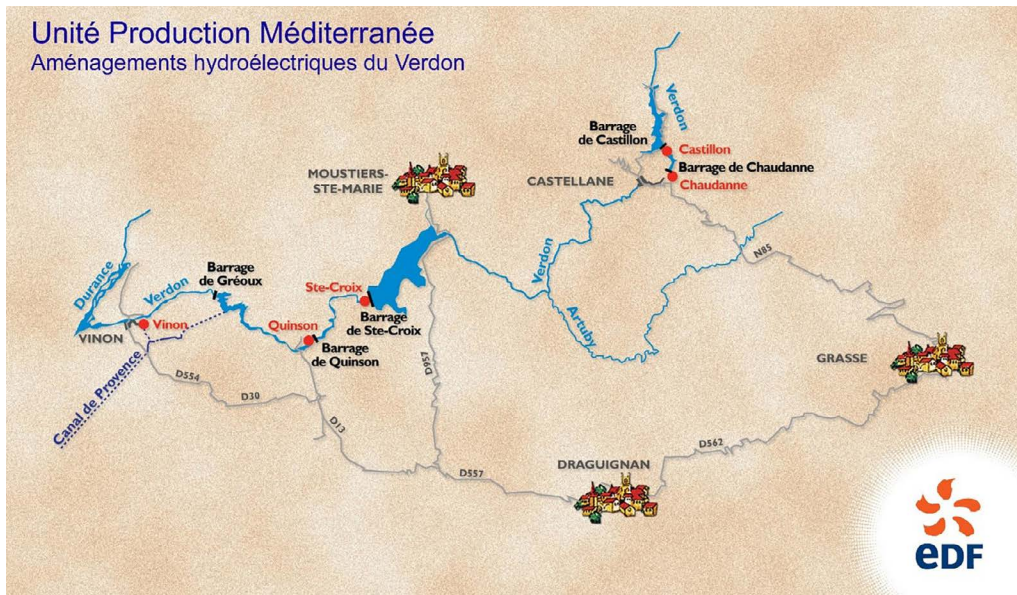 Unité Production Méditerranée
Aménagements hydroélectriques du Verdon
Verdon
Barrage
de Castillon
Castillon
Barrage de Chaudanne
Chaudanne
CASTELLANE
MOUSTIERS-
STE-MARIE
N85
Verdon
Artuby
Durance
Verdon
Barrage
de Gréoux
Ste-Croix
Barrage
de Ste-Croix
Quinson
Barrage
de Quinson
VINON
Vinon
Canal de Provence
D554
D30
D13
D957
D557
D562
GRASSE
DRAGUIGNAN
eDF